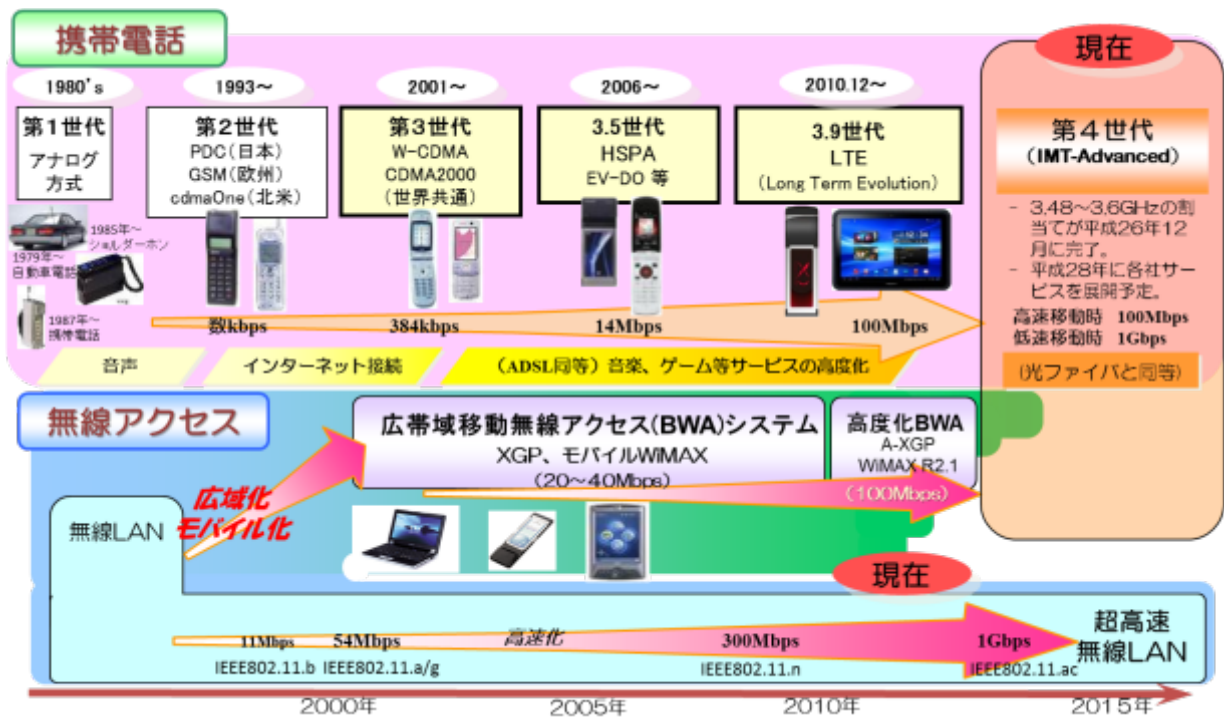 携帯電話
現在
1980's
1993～
2001～
2006～
2010.12～
第1世代
アナログ
方式
第2世代
PDC(日本)
GSM(欧州)
cdmaOne(北米)
第3世代
W-CDMA
CDMA2000
(世界共通)
3.5世代
HSPA
EV-DO 等
3.9世代
LTE
(Long Term Evolution)
第4世代
(IMT-Advanced)
- 3.48～3.6GHzの割
当てが平成26年12
月に完了。
- 平成28年に各社サー
ビスを展開予定。
高速移動時 100Mbps
低速移動時 1Gbps
(光ファイバと同等)
1985年～
ショルダーホン
1979年～
自動車電話
1987年～
携帯電話
数kbps
384kbps
14Mbps
100Mbps
音声
インターネット接続
(ADSL同等)音楽、ゲーム等サービスの高度化
無線アクセス
広帯域移動無線アクセス(BWA)システム
XGP、モバイルWiMAX
(20～40Mbps)
高度化BWA
A-XGP
WiMAX R2.1
(100Mbps)
広域化
モバイル化
無線LAN
現在
11Mbps
54Mbps
高速化
300Mbps
1Gbps
超高速
無線LAN
IEEE802.11.b
IEEE802.11.a/g
IEEE802.11.n
IEEE802.11.ac
2000年
2005年
2010年
2015年